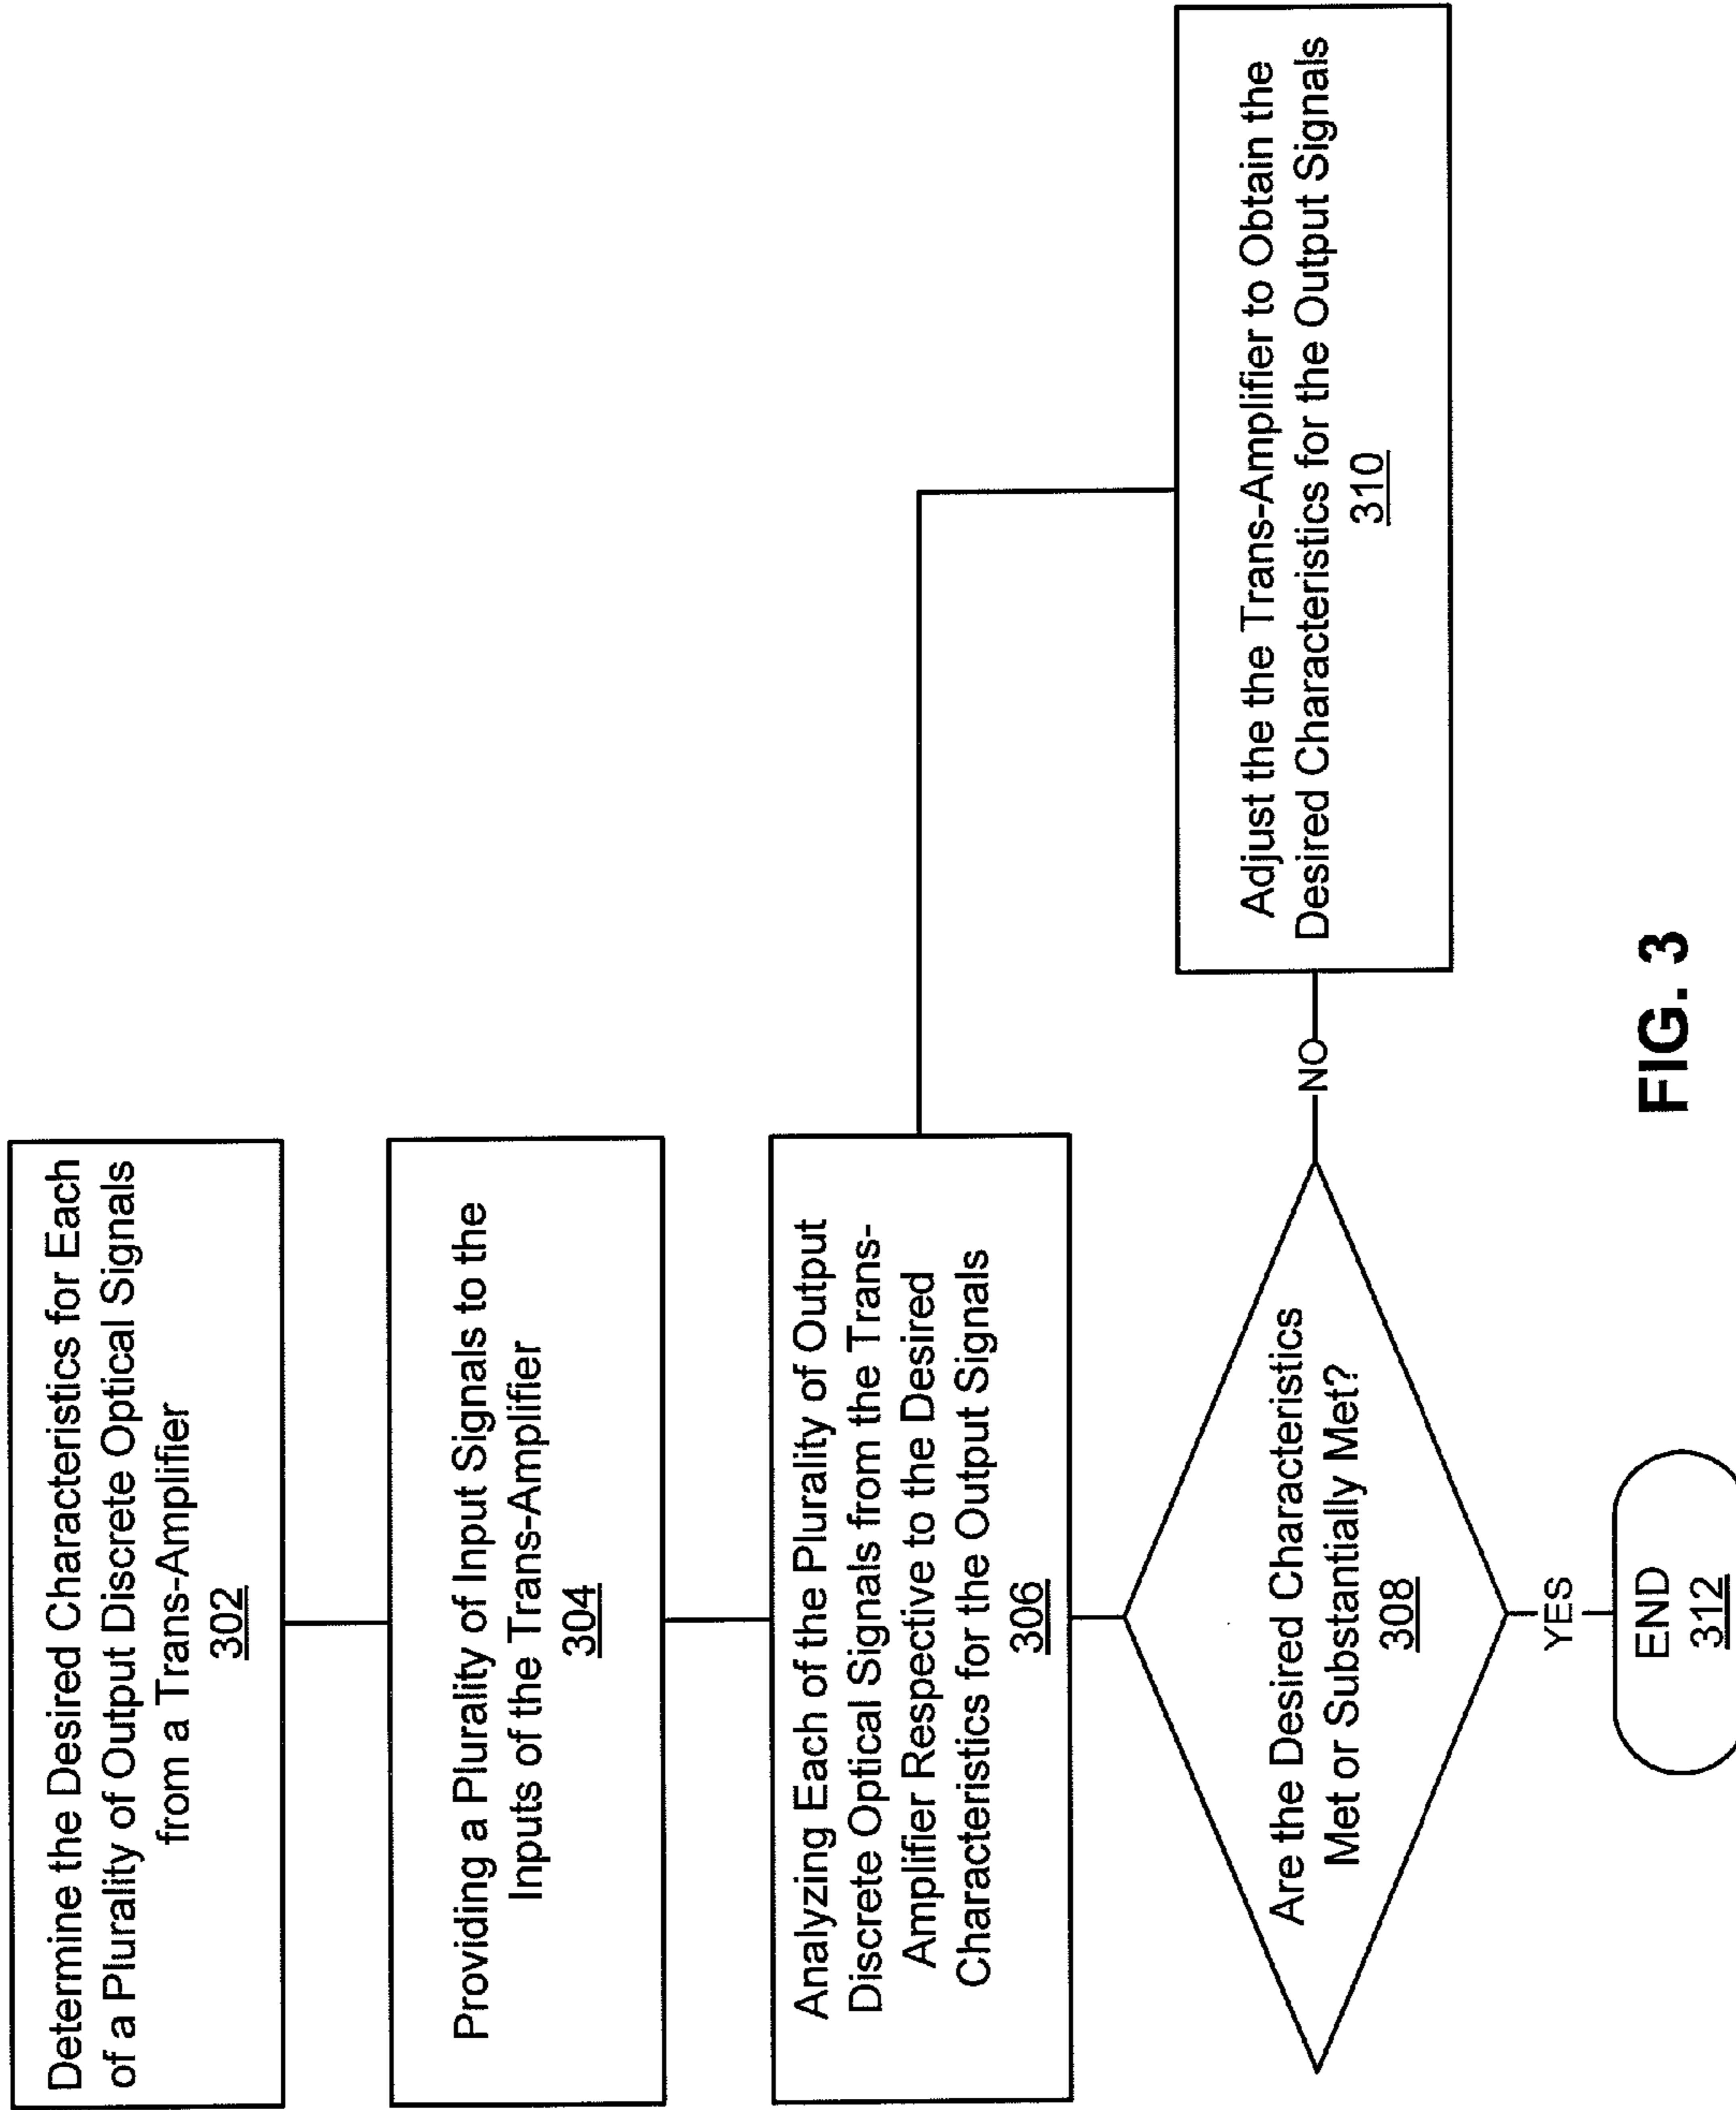 Determine the Desired Characteristics for Each
of a Plurality of Output Discrete Optical Signals
from a Trans-Amplifier
302
Providing a Plurality of Input Signals to the
Inputs of the Trans-Amplifier
304
Analyzing Each of the Plurality of Output
Discrete Optical Signals from the Trans-
Amplifier Respective to the Desired
Characteristics for the Output Signals
306
Are the Desired Characteristics
Met or Substantially Met?
308
NO
Adjust the the Trans-Amplifier to Obtain the
Desired Characteristics for the Output Signals
310
YES
END
312
FIG. 3